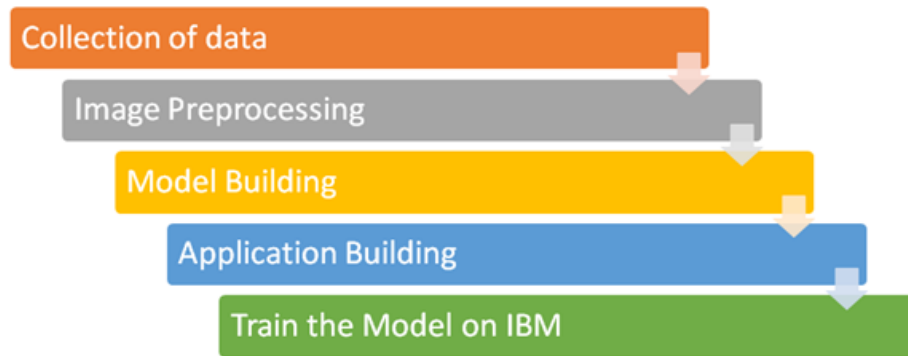 Collection of data
Image Preprocessing
Model Building
Application Building
Train the Model on IBM